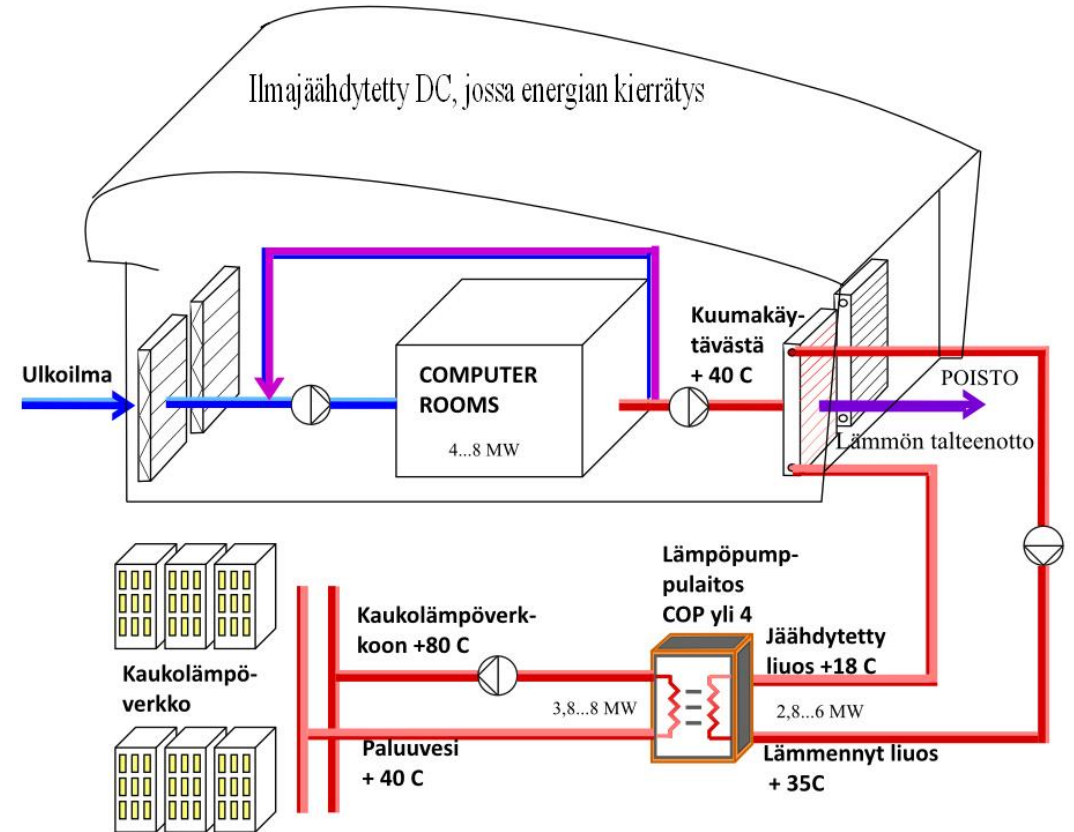 Ilmajäähdytetty DC, jossa energian kierrätys
Ulkoilma
COMPUTER
ROOMS
4...8 MW
Kuumakäy-
tävästä
+ 40 C
POISTO
Lämmön talteenotto
Kaukolämpö-
verkko
Kaukolämpöverk-
koon +80 C
3,8...8 MW
Paluuvesi
+ 40 C
Lämpöpump-
pulaitos
COP yli 4
Jäähdytetty
liuos +18 C
2,8...6 MW
Lämmennyt liuos
+ 35C